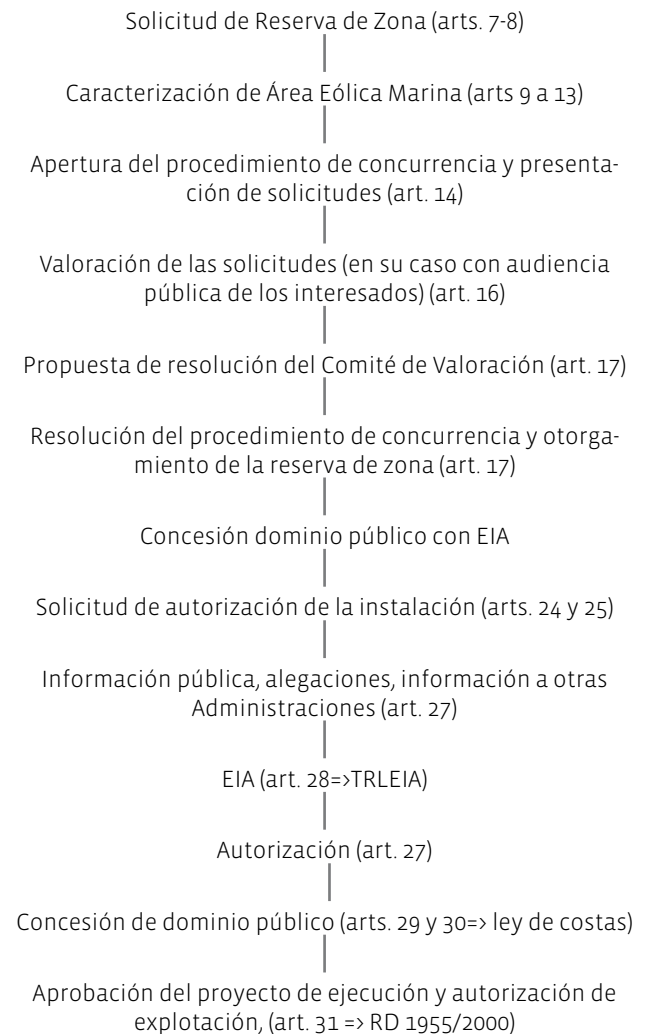 Solicitud de Reserva de Zona (arts. 7-8)
Caracterización de Área Eólica Marina (arts 9 a 13)
Apertura del procedimiento de concurrencia y presenta-
ción de solicitudes (art. 14)
Valoración de las solicitudes (en su caso con audiencia
pública de los interesados) (art. 16)
Propuesta de resolución del Comité de Valoración (art. 17)
Resolución del procedimiento de concurrencia y otorga-
miento de la reserva de zona (art. 17)
Concesión dominio público con EIA
Solicitud de autorización de la instalación (arts. 24 y 25)
Información pública, alegaciones, información a otras
Administraciones (art. 27)
EIA (art. 28=>TRLEIA)
Autorización (art. 27)
Concesión de dominio público (arts. 29 y 30=> ley de costas)
Aprobación del proyecto de ejecución y autorización de
explotación, (art. 31 => RD 1955/2000)